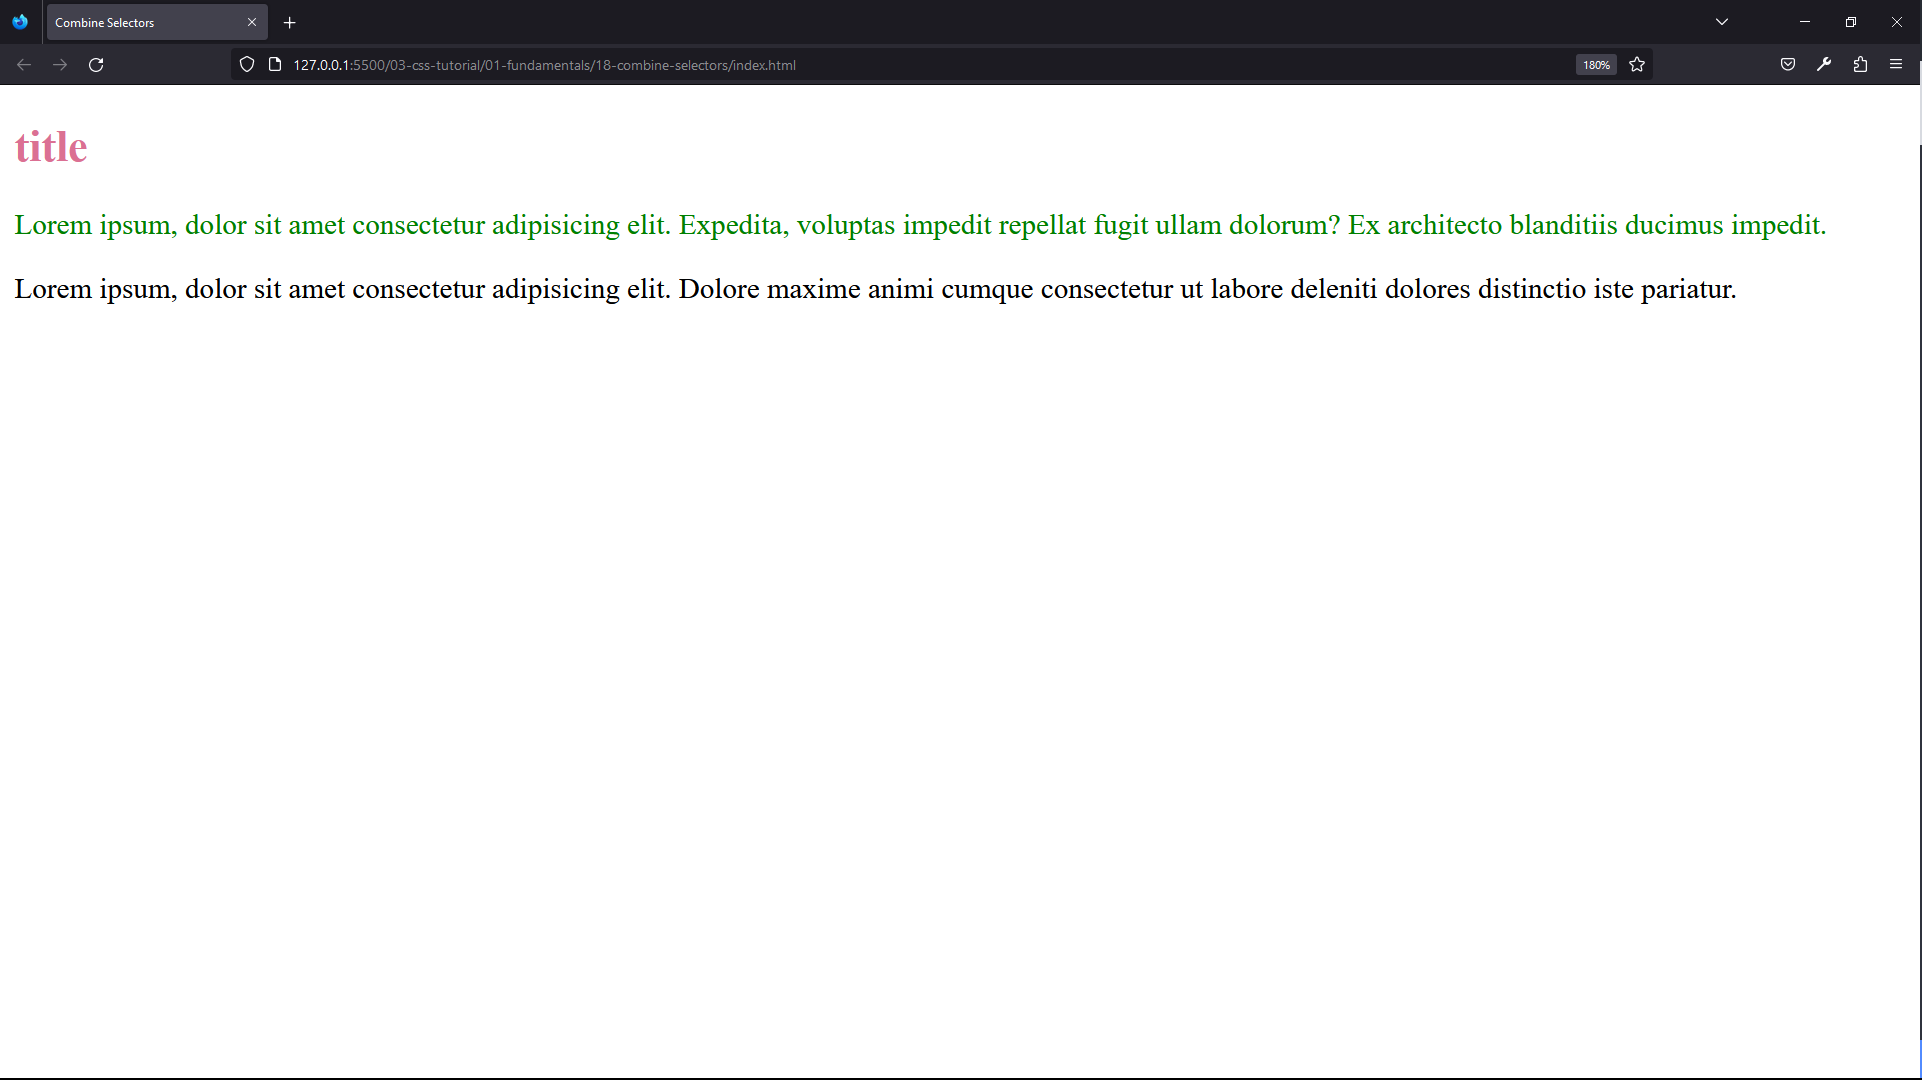 Combine Selectors
127.0.0.1:5500/03-css-tutorial/01-fundamentals/18-combine-selectors/index.html
180%
title
Lorem ipsum, dolor sit amet consectetur adipisicing elit. Expedita, voluptas impedit repellat fugit ullam dolorum? Ex architecto blanditiis ducimus impedit.
Lorem ipsum, dolor sit amet consectetur adipisicing elit. Dolore maxime animi cumque consectetur ut labore deleniti dolores distinctio iste pariatur.